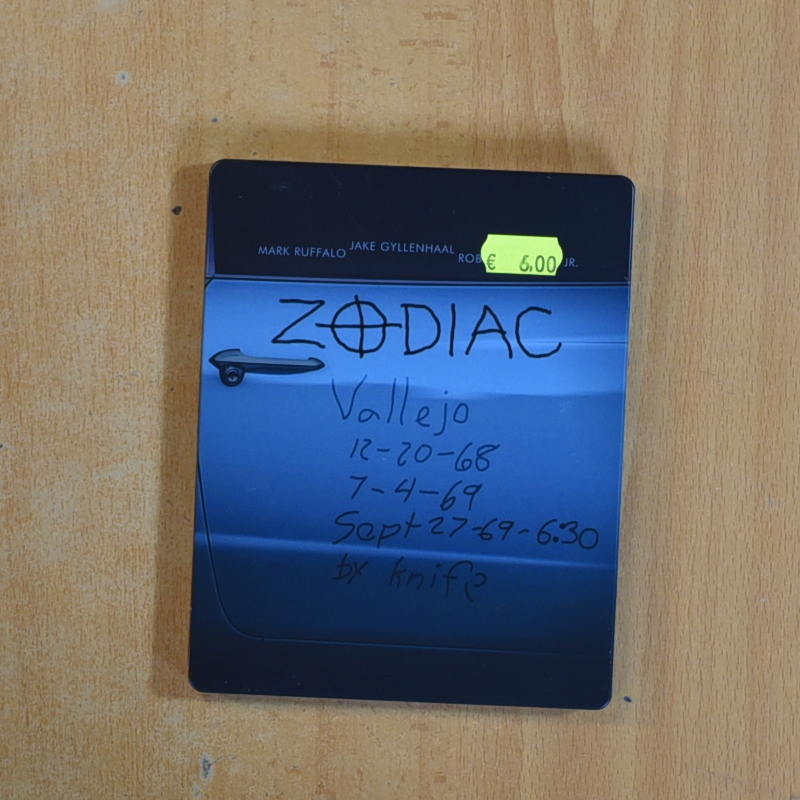 MARK RUFFALO JAKE GYLLENHAAL ROB JR.
€ 6,00
ZODIAC
Vallejo
12-20-68
7-4-69
Sept 27-69-6:30
by knife